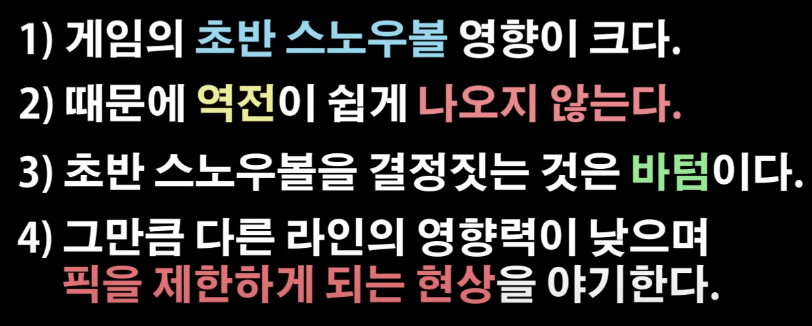 1) 게임의 초반 스노우볼 영향이 크다.
2) 때문에 역전이 쉽게 나오지 않는다.
3) 초반 스노우볼을 결정짓는 것은 바텀이다.
4) 그만큼 다른 라인의 영향력이 낮으며
픽을 제한하게 되는 현상을 야기한다.